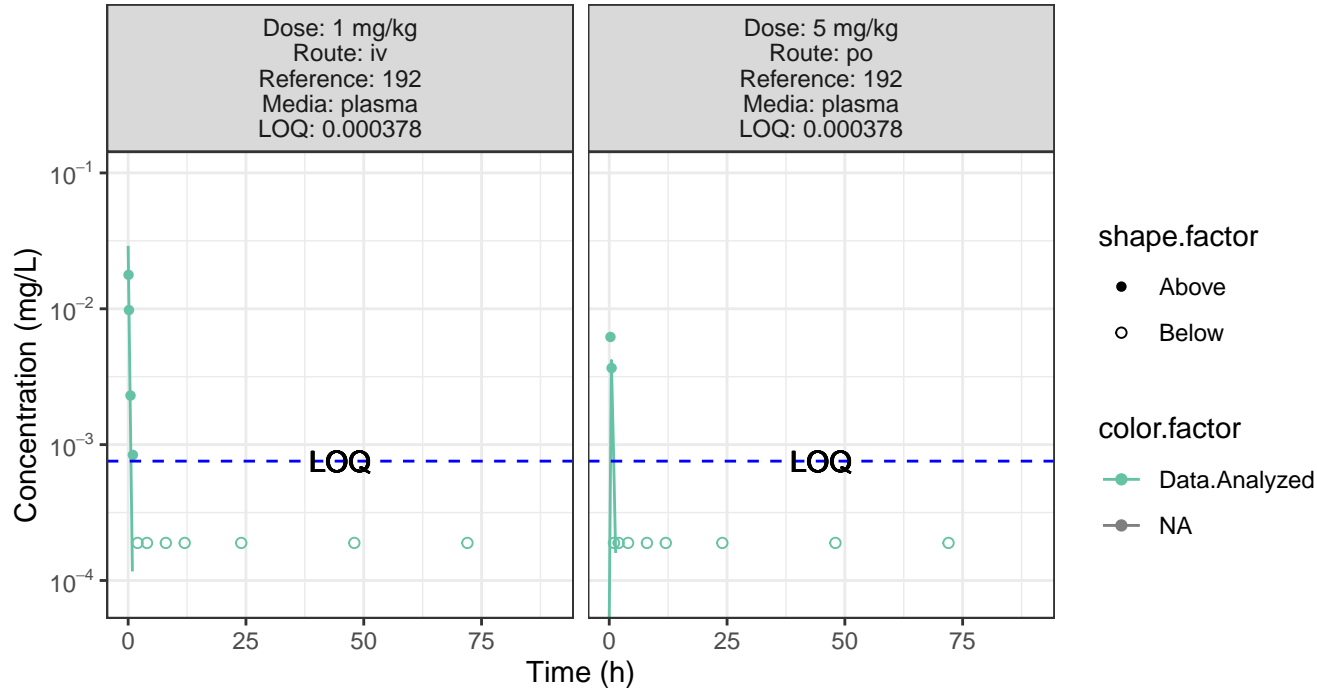 Dose: 1 mg/kg
Route: iv
Reference: 192
Media: plasma
LOQ: 0.000378
Dose: 5 mg/kg
Route: po
Reference: 192
Media: plasma
LOQ: 0.000378
Concentration (mg/L)
10⁻¹
10⁻²
10⁻³
10⁻⁴
LOQ
LOQ
0 25 50 75
0 25 50 75
Time (h)
shape.factor
Above
Below
color.factor
Data.Analyzed
NA